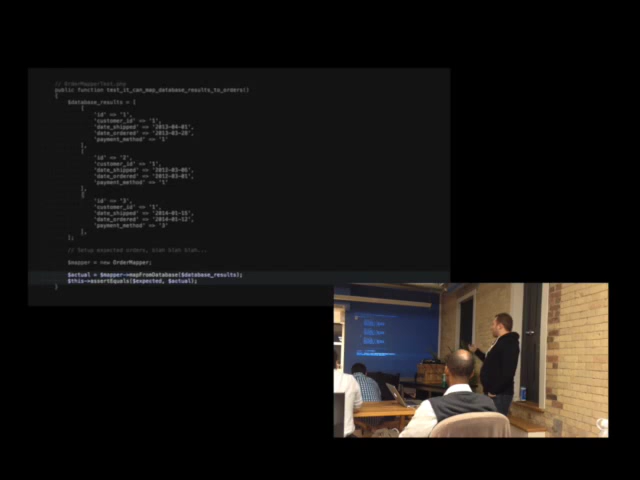 // OrderMapperTest.php
public function test_it_can_map_database_results_to_orders()
{
$database_results = [
[
'id' => '1',
'customer_id' => '1',
'date_shipped' => '2013-04-01',
'date_ordered' => '2013-03-28',
'payment_method' => '1'
],
[
'id' => '2',
'customer_id' => '1',
'date_shipped' => '2012-03-05',
'date_ordered' => '2012-03-01',
'payment_method' => '1'
],
[
'id' => '3',
'customer_id' => '1',
'date_shipped' => '2014-01-15',
'date_ordered' => '2014-01-12',
'payment_method' => '3'
],
];
// Setup expected orders, blah blah blah...
$mapper = new OrderMapper;
$actual = $mapper->mapFromDatabase($database_results);
$this->assertEquals($expected, $actual);
}